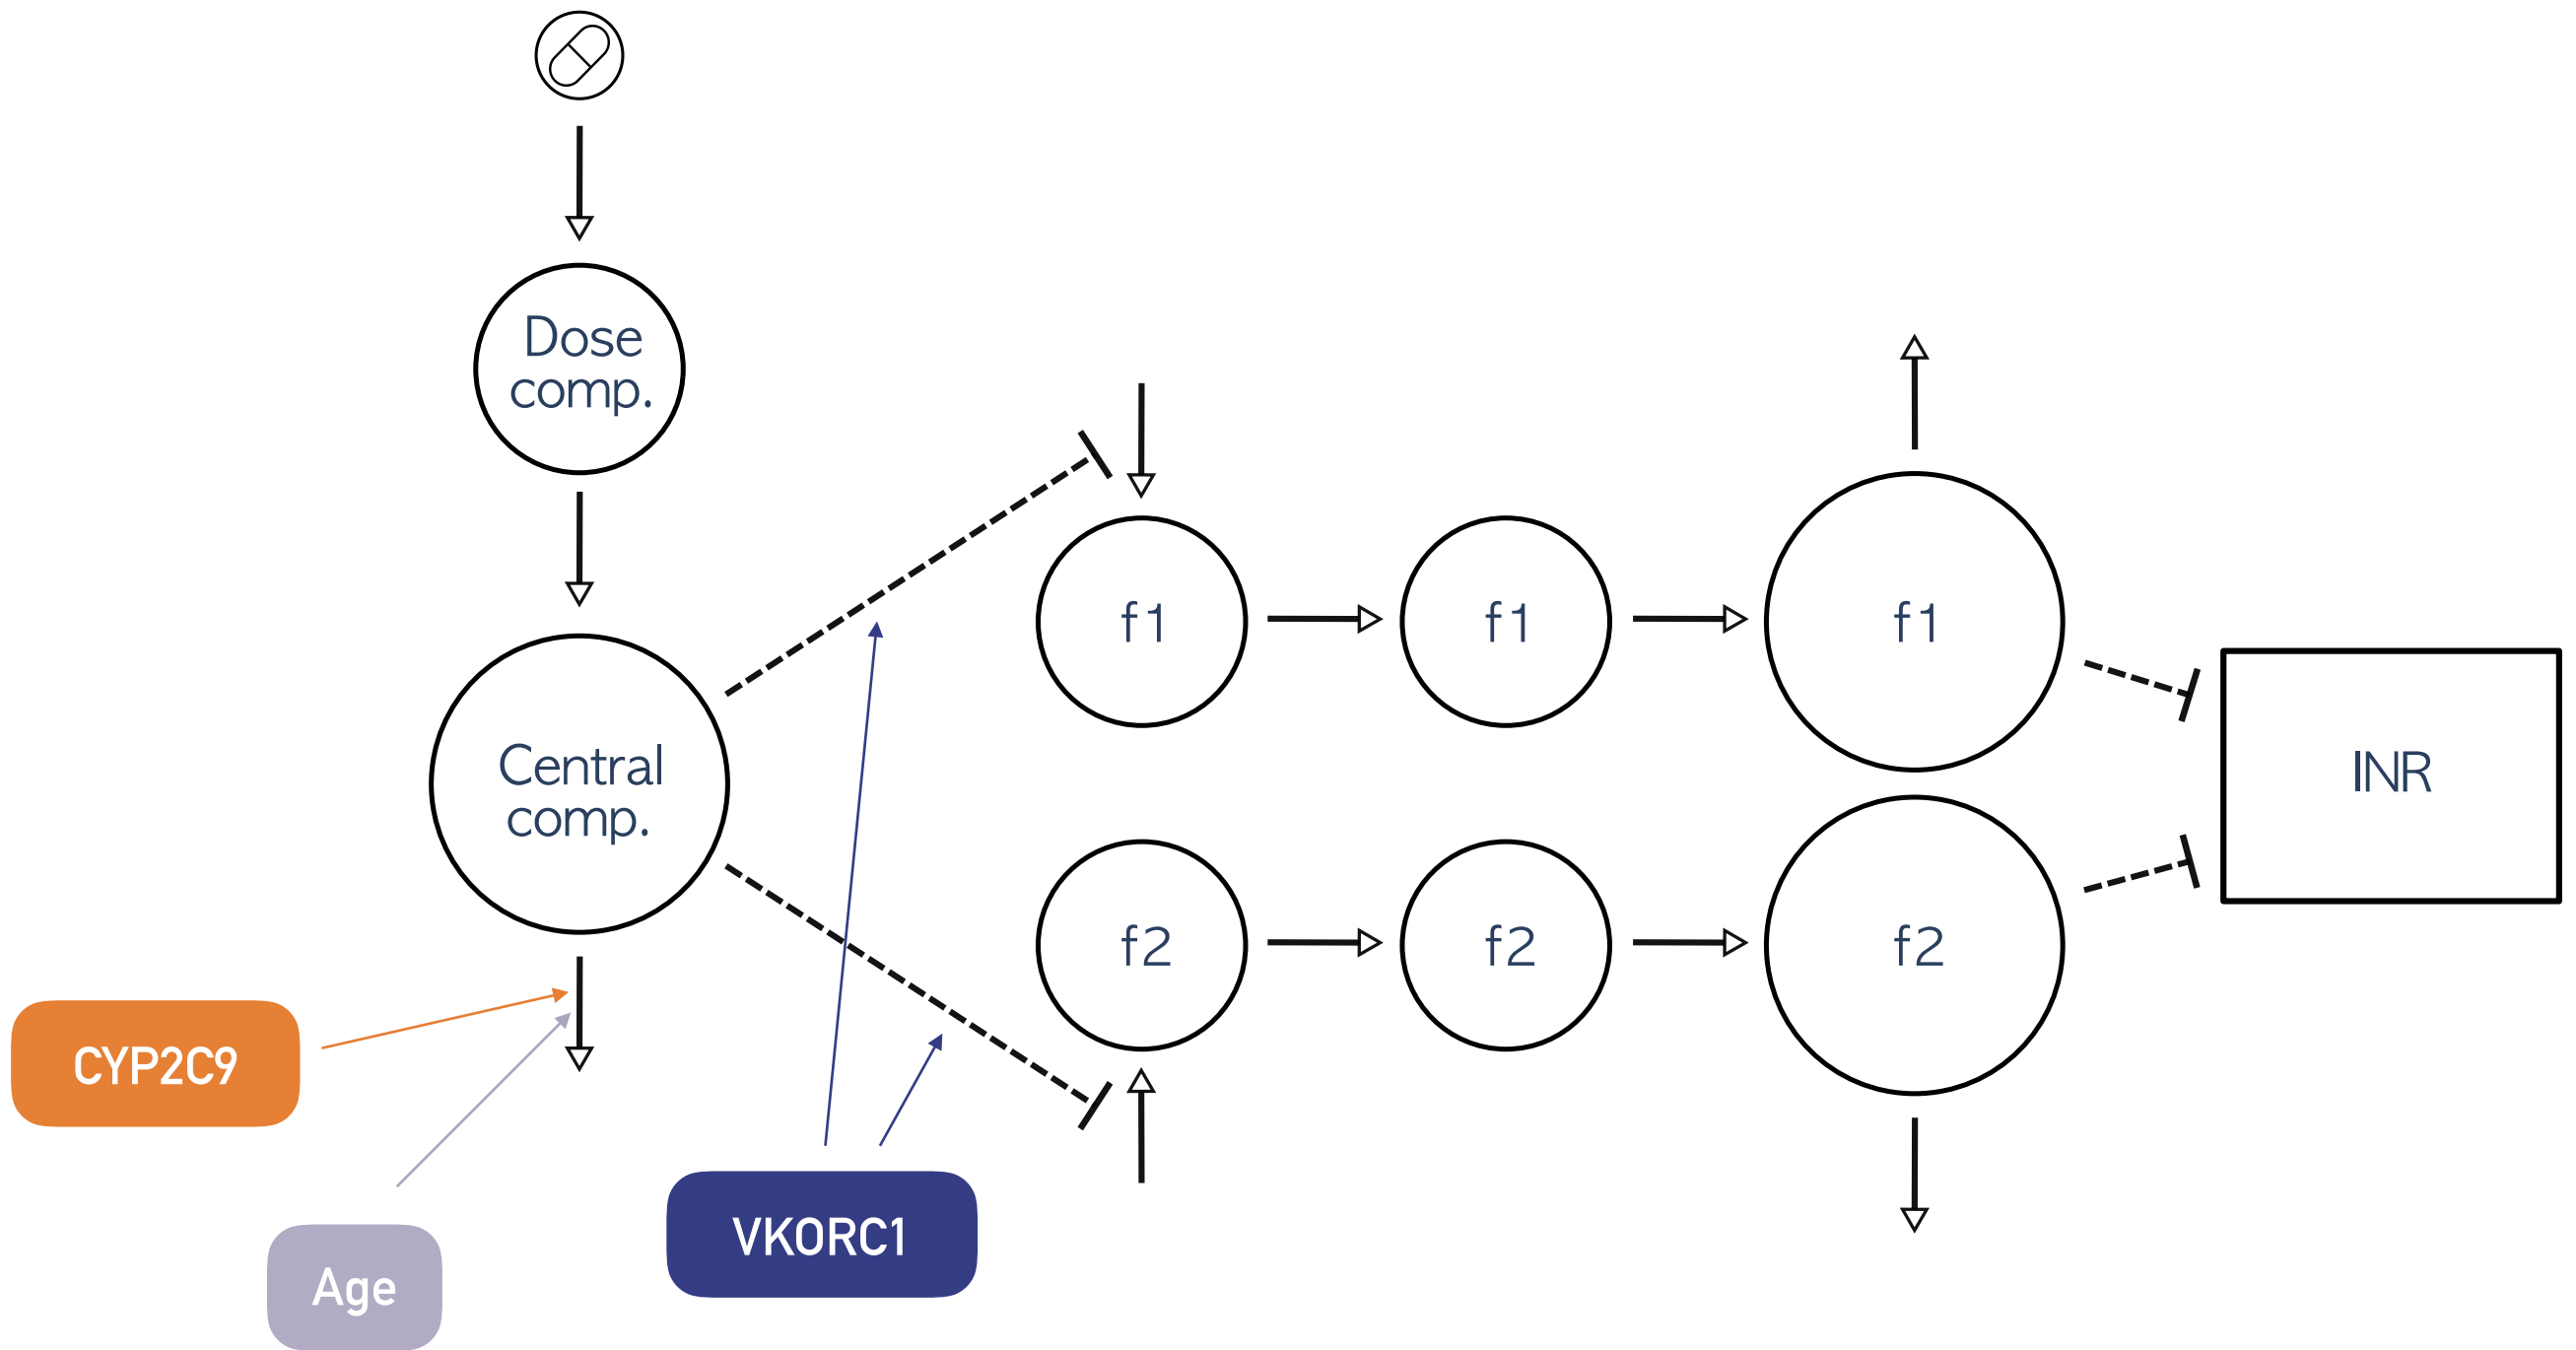 Dose
comp.
Central
comp.
f1
f1
f1
f2
f2
f2
INR
CYP2C9
Age
VKORC1